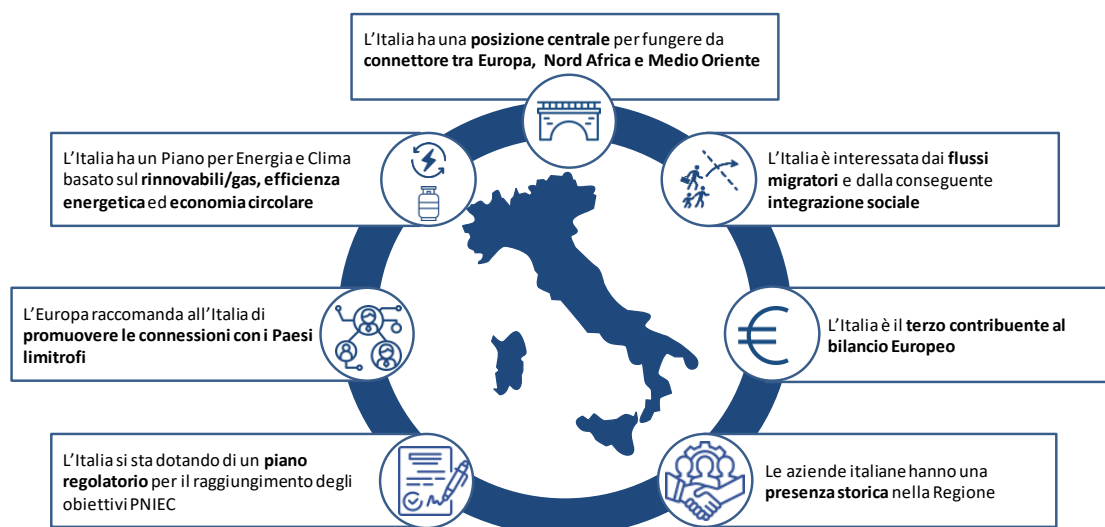 L'Italia ha una posizione centrale per fungere da
connettore tra Europa, Nord Africa e Medio Oriente
L'Italia ha un Piano per Energia e Clima
basato sul rinnovabili/gas, efficienza
energetica ed economia circolare
L'Italia è interessata dai flussi
migratori e dalla conseguente
integrazione sociale
L'Europa raccomanda all'Italia di
promuovere le connessioni con i Paesi
limitrofi
L'Italia è il terzo contribuente al
bilancio Europeo
L'Italia si sta dotando di un piano
regolatorio per il raggiungimento degli
obiettivi PNIEC
Le aziende italiane hanno una
presenza storica nella Regione